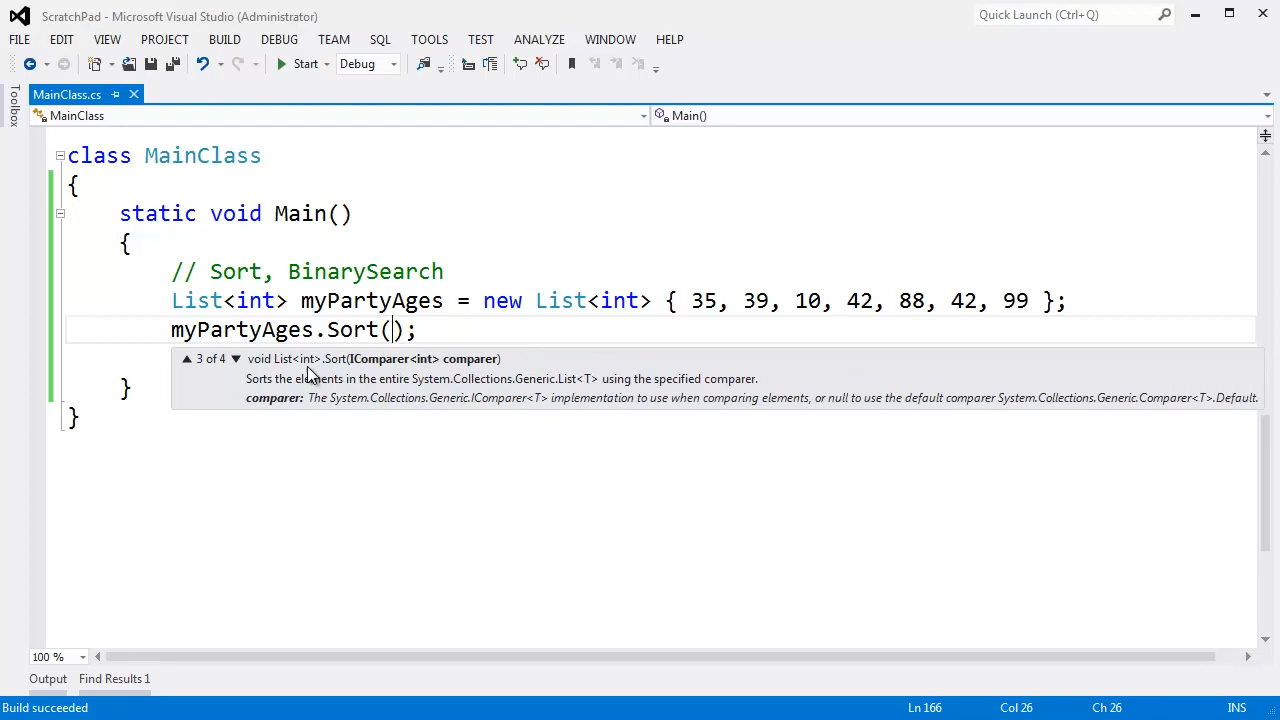 ScratchPad - Microsoft Visual Studio (Administrator)
Quick Launch (Ctrl+Q)
FILE EDIT VIEW PROJECT BUILD DEBUG TEAM SQL TOOLS TEST ANALYZE WINDOW HELP
Start Debug
Toolbox
MainClass.cs
MainClass Main()
class MainClass
{
static void Main()
{
// Sort, BinarySearch
List<int> myPartyAges = new List<int> { 35, 39, 10, 42, 88, 42, 99 };
myPartyAges.Sort();
3 of 4 void List<int>.Sort(IComparer<int> comparer)
Sorts the elements in the entire System.Collections.Generic.List<T> using the specified comparer.
comparer: The System.Collections.Generic.IComparer<T> implementation to use when comparing elements, or null to use the default comparer System.Collections.Generic.Comparer<T>.Default.
}
}
100 %
Output Find Results 1
Build succeeded Ln 166 Col 26 Ch 26 INS